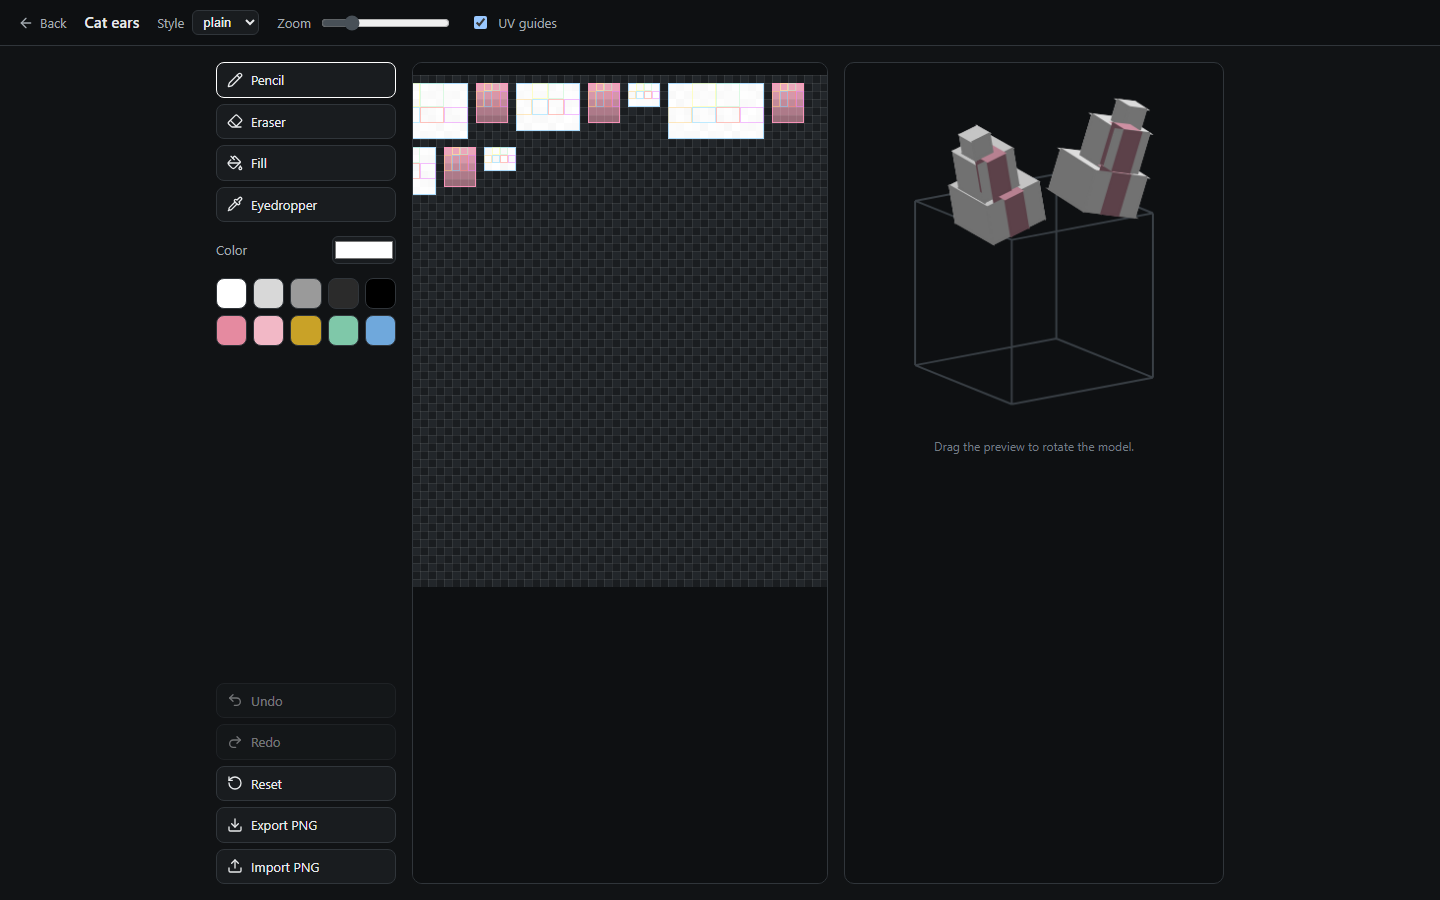 Back
Cat ears
Style
plain
Zoom
UV guides
Pencil
Eraser
Fill
Eyedropper
Color
Undo
Redo
Reset
Export PNG
Import PNG
Drag the preview to rotate the model.